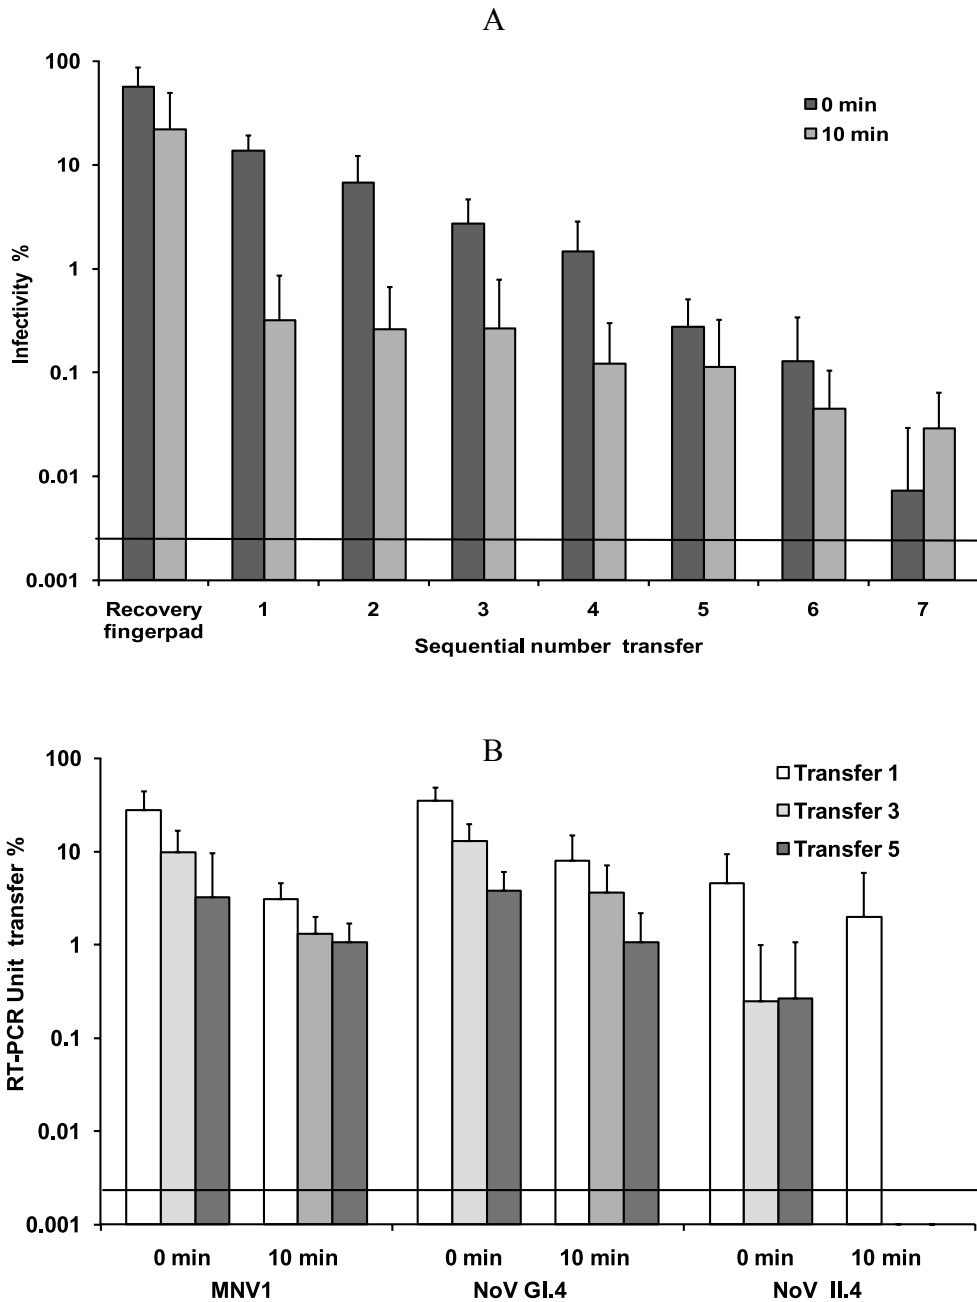 A
100
10
1
0.1
0.01
0.001
Infectivity %
0 min
10 min
Recovery
fingerpad
1
2
3
4
5
6
7
Sequential number transfer
B
100
10
1
0.1
0.01
0.001
RT-PCR Unit transfer %
Transfer 1
Transfer 3
Transfer 5
0 min
10 min
0 min
10 min
0 min
10 min
MNV1
NoV GI.4
NoV II.4